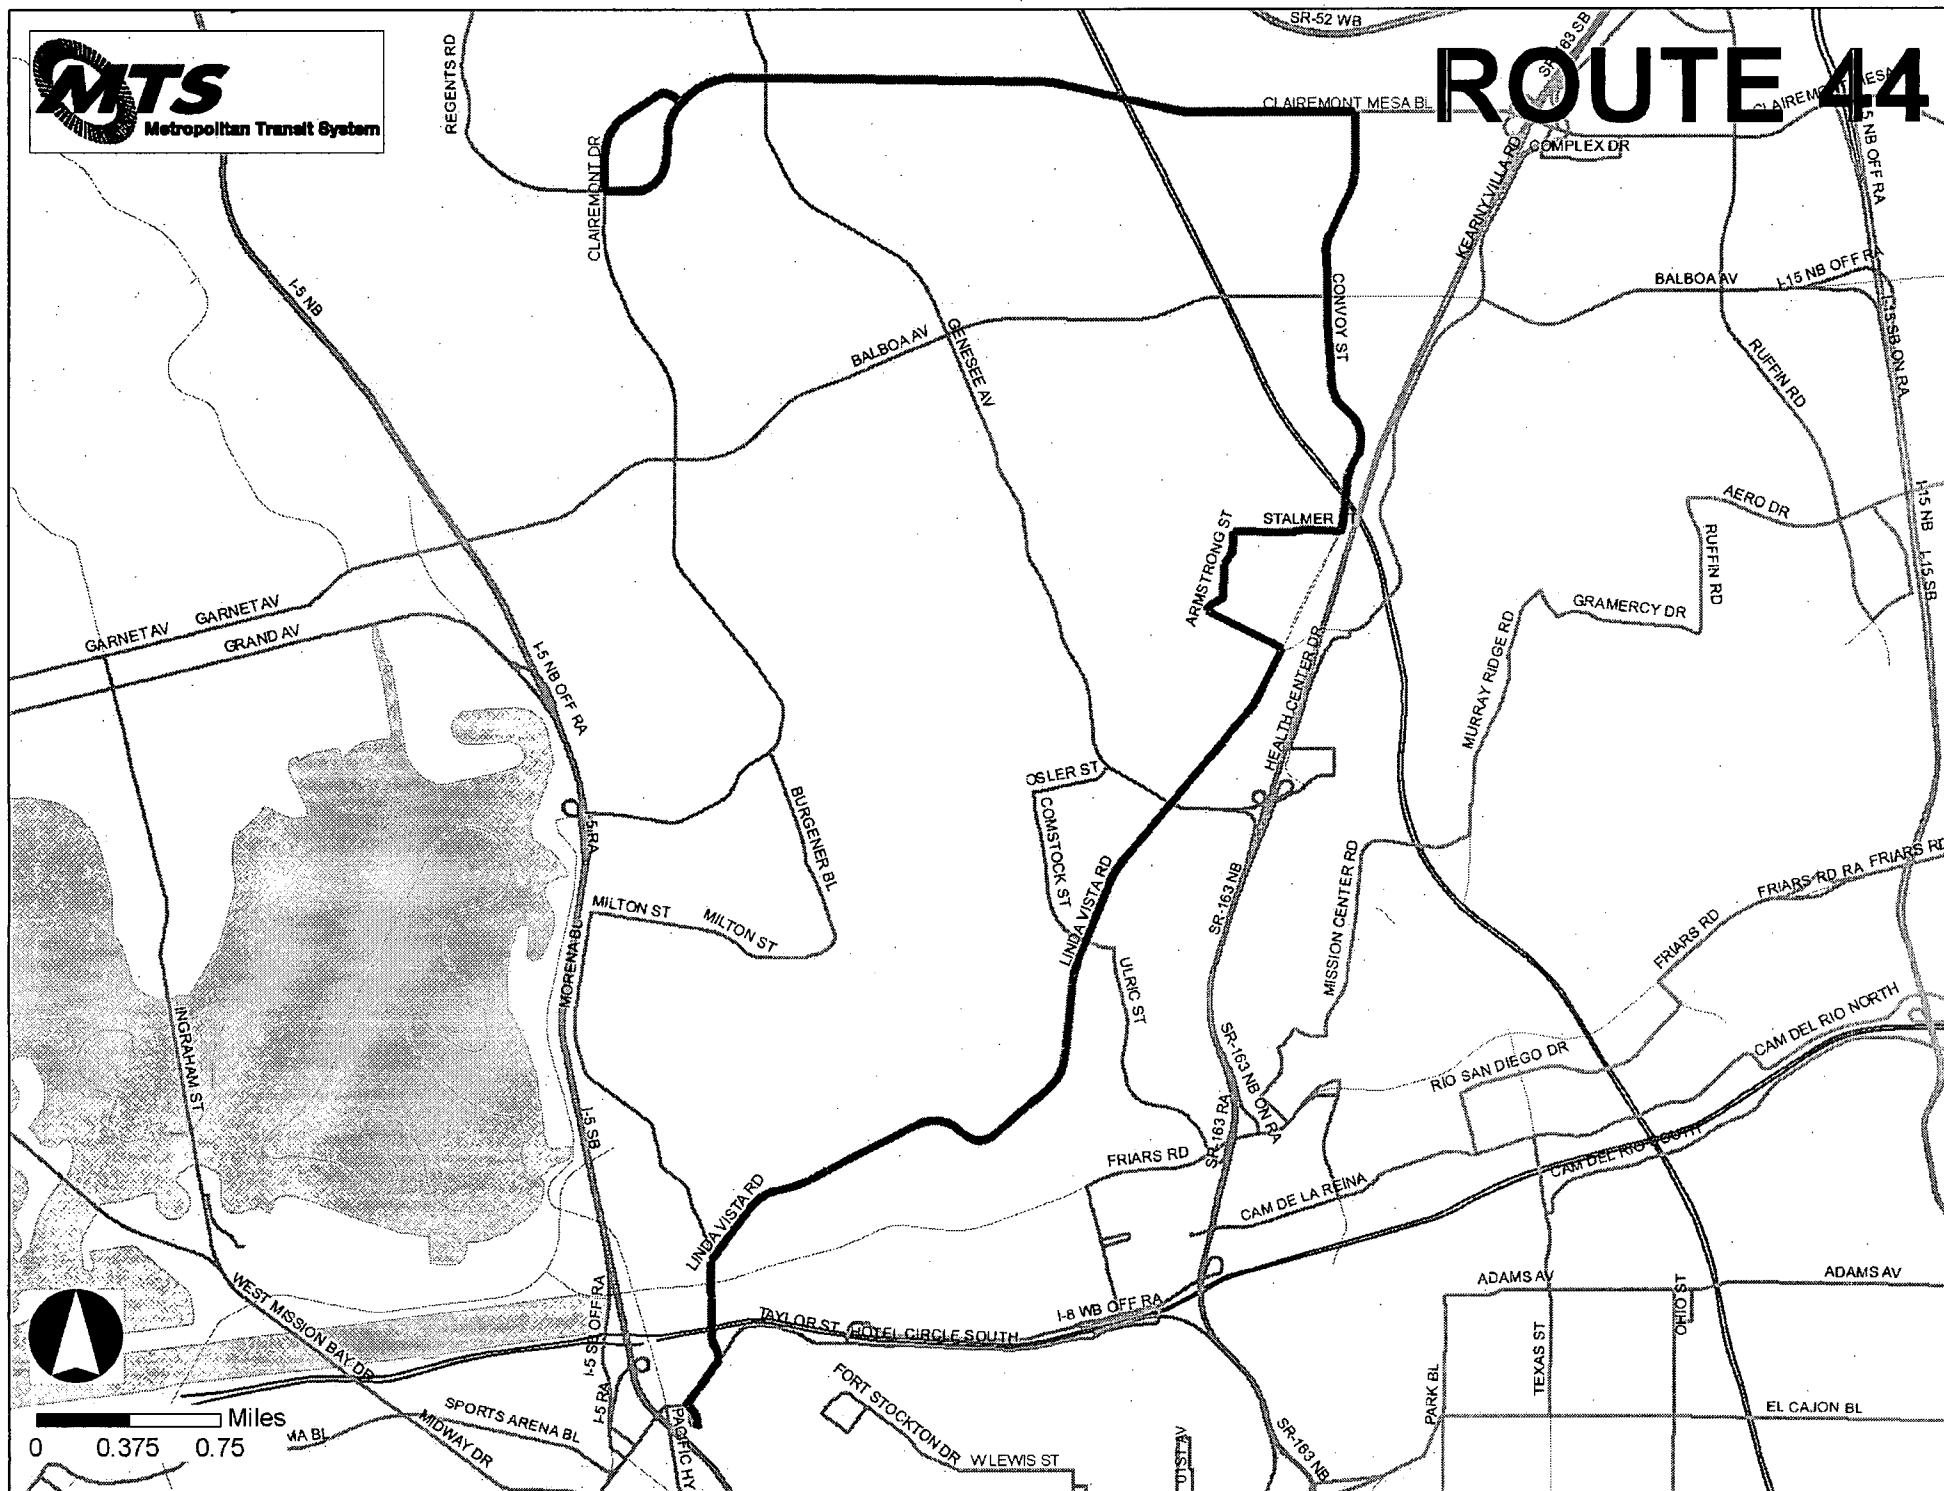 SR-52 WB
MTS
Metropolitan Transit System
REGENTS RD
ROUTE 44
CLAIREMONT MESA BL
COMPLEX DR
CLAIREMONT DR
KEARNY VILLA RD
I-15 NB OFF RA
BALBOA AV
I-15 NB OFF RA
I-5 NB
CONVOY ST
I-15 SB ON RA
BALBOA AV
GENESEE AV
RUFFIN RD
STALMER
ARMSTRONG ST
AERO DR
I-15 NB
RUFFIN RD
I-15 SB
GARNET AV
GARNET AV
GRAND AV
GRAMERCY DR
MURRAY RIDGE RD
HEALTH CENTER DR
I-5 NB OFF RA
OSLER ST
COMSTOCK ST
BURGENER BL
I-5 RA
LINDA VISTA RD
SR-163 NB
MISSION CENTER RD
FRIARS RD RA
FRIARS RD
FRIARS RD
MILTON ST
MILTON ST
MORENA BL
ULRIC ST
INGRAHAM ST
SR-163 NB ON RA
CAM DEL RIO NORTH
RIO SAN DIEGO DR
I-5 SB
SR-163 RA
FRIARS RD
CAM DEL RIO SOUTH
LINDA VISTA RD
CAM DE LA REINA
WEST MISSION BAY DR
I-5 SB OFF RA
TAYLOR ST
HOTEL CIRCLE SOUTH
I-8 WB OFF RA
ADAMS AV
ADAMS AV
OHIO ST
TEXAS ST
PARK BL
I-5 RA
FORT STOCKTON DR
EL CAJON BL
Miles
0 0.375 0.75
MA BL
SPORTS ARENA BL
MIDWAY DR
PACIFIC HY
W LEWIS ST
01ST AV
SR-163 NB